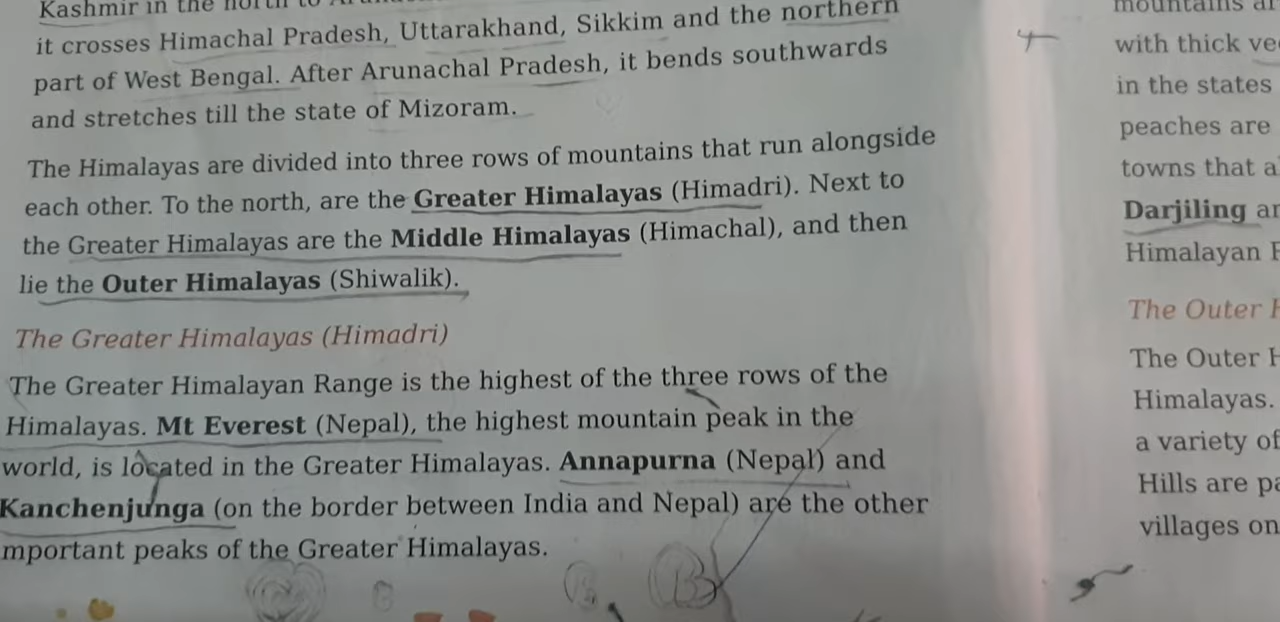 Kashmir in the north to
it crosses Himachal Pradesh, Uttarakhand, Sikkim and the northern
part of West Bengal. After Arunachal Pradesh, it bends southwards
and stretches till the state of Mizoram.
The Himalayas are divided into three rows of mountains that run alongside
each other. To the north, are the Greater Himalayas (Himadri). Next to
the Greater Himalayas are the Middle Himalayas (Himachal), and then
lie the Outer Himalayas (Shiwalik).
The Greater Himalayas (Himadri)
The Greater Himalayan Range is the highest of the three rows of the
Himalayas. Mt Everest (Nepal), the highest mountain peak in the
world, is located in the Greater Himalayas. Annapurna (Nepal) and
Kanchenjunga (on the border between India and Nepal) are the other
mportant peaks of the Greater Himalayas.
B
mountains
with thick
in the states
peaches are
towns that
Darjiling
Himalayan
The Outer
The Outer
Himalayas.
a variety of
Hills are
villages on